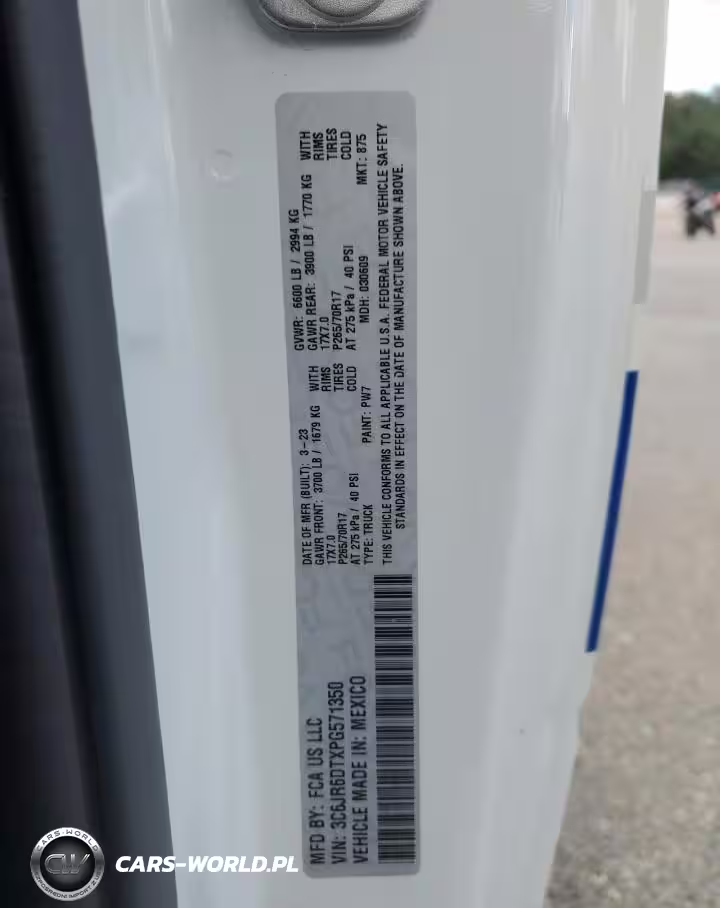 MFD BY: FCA US LLC
VIN: 3C6JR6DTXPG571350
VEHICLE MADE IN: MEXICO
DATE OF MFR (BUILT): 3-23
GAWR FRONT: 3700 LB / 1679 KG WITH
17X7.0 RIMS
P265/70R17 TIRES
AT 275 kPa / 40 PSI COLD
TYPE: TRUCK PAINT: PW7
GVWR: 6600 LB / 2994 KG
GAWR REAR: 3900 LB / 1770 KG WITH
17X7.0 RIMS
P265/70R17 TIRES
AT 275 kPa / 40 PSI COLD
MDH: 030609 MKT: 875
THIS VEHICLE CONFORMS TO ALL APPLICABLE U.S.A. FEDERAL MOTOR VEHICLE SAFETY
STANDARDS IN EFFECT ON THE DATE OF MANUFACTURE SHOWN ABOVE.
CARS-WORLD
CW
CARS-WORLD.PL